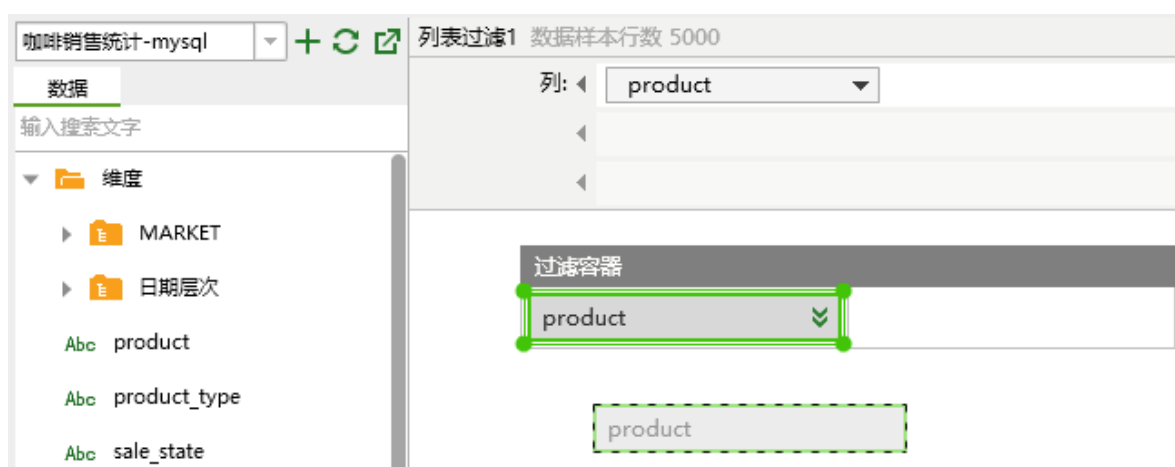 咖啡销售统计-mysql
数据
输入搜索文字
维度
MARKET
日期层次
Abc product
Abc product_type
Abc sale_state
列表过滤1 数据样本行数 5000
列: product
过滤容器
product
product